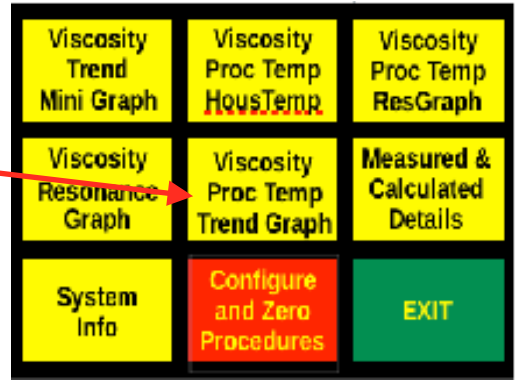 Viscosity
Trend
Mini Graph
Viscosity
Proc Temp
HousTemp
Viscosity
Proc Temp
ResGraph
Viscosity
Resonance
Graph
Viscosity
Proc Temp
Trend Graph
Measured &
Calculated
Details
System
Info
Configure
and Zero
Procedures
EXIT